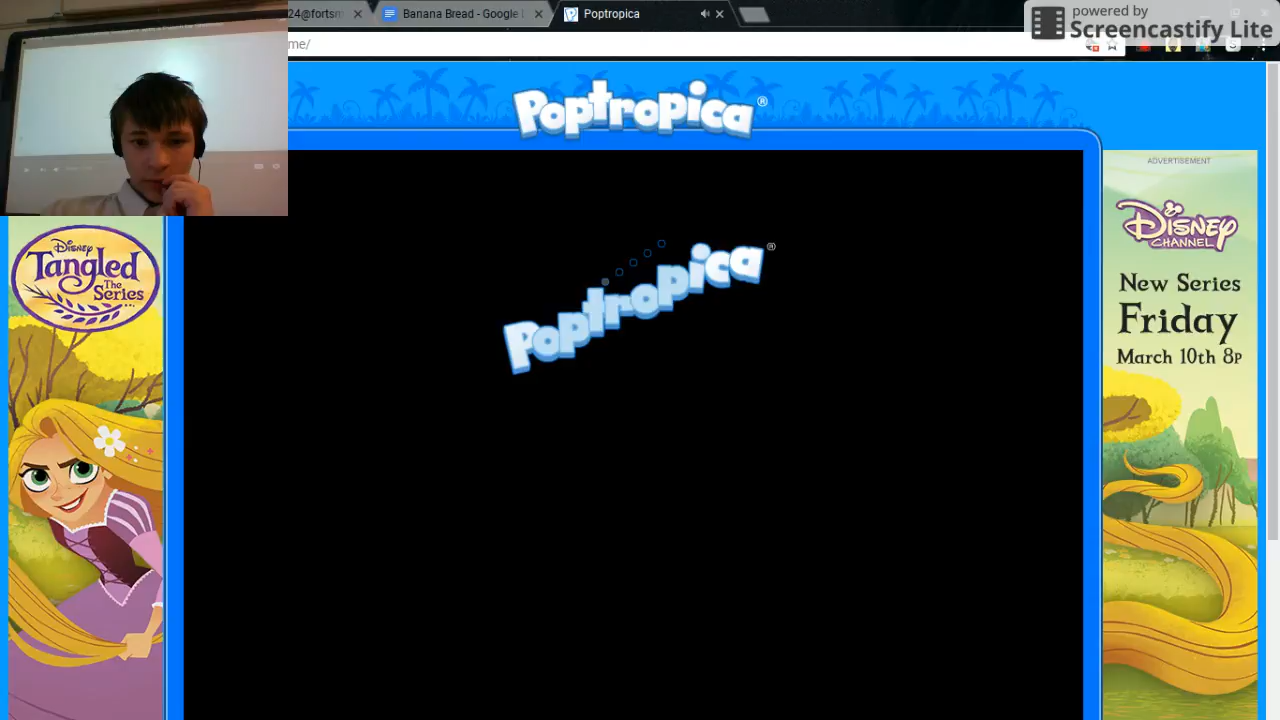 24@fortsm
Banana Bread - Google
Poptropica
powered by
Screencastify Lite
me/
Poptropica®
Poptropica®
Disney
Tangled
The Series
ADVERTISEMENT
Disney
CHANNEL
New Series
Friday
March 10th 8P